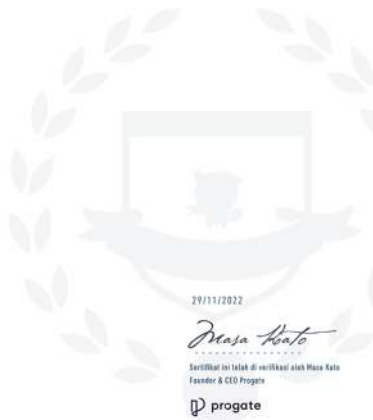 29/11/2022
Masa Kato
Sertifikat ini telah di verifikasi oleh Masa Kato
Founder & CEO Progate
progate